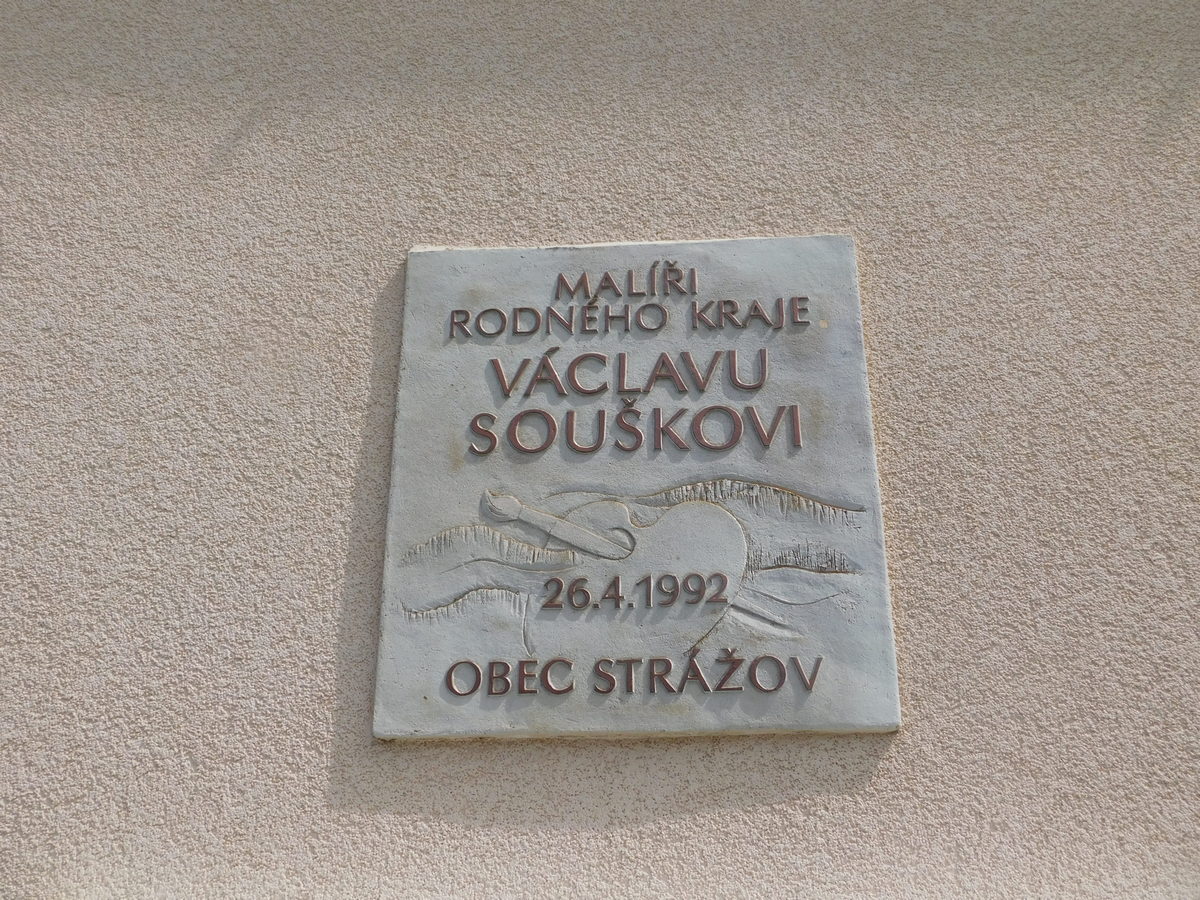 MALÍŘI
RODNÉHO KRAJE
VÁCLAVU
SOUŠKOVI
26.4.1992
OBEC STRÁŽOV